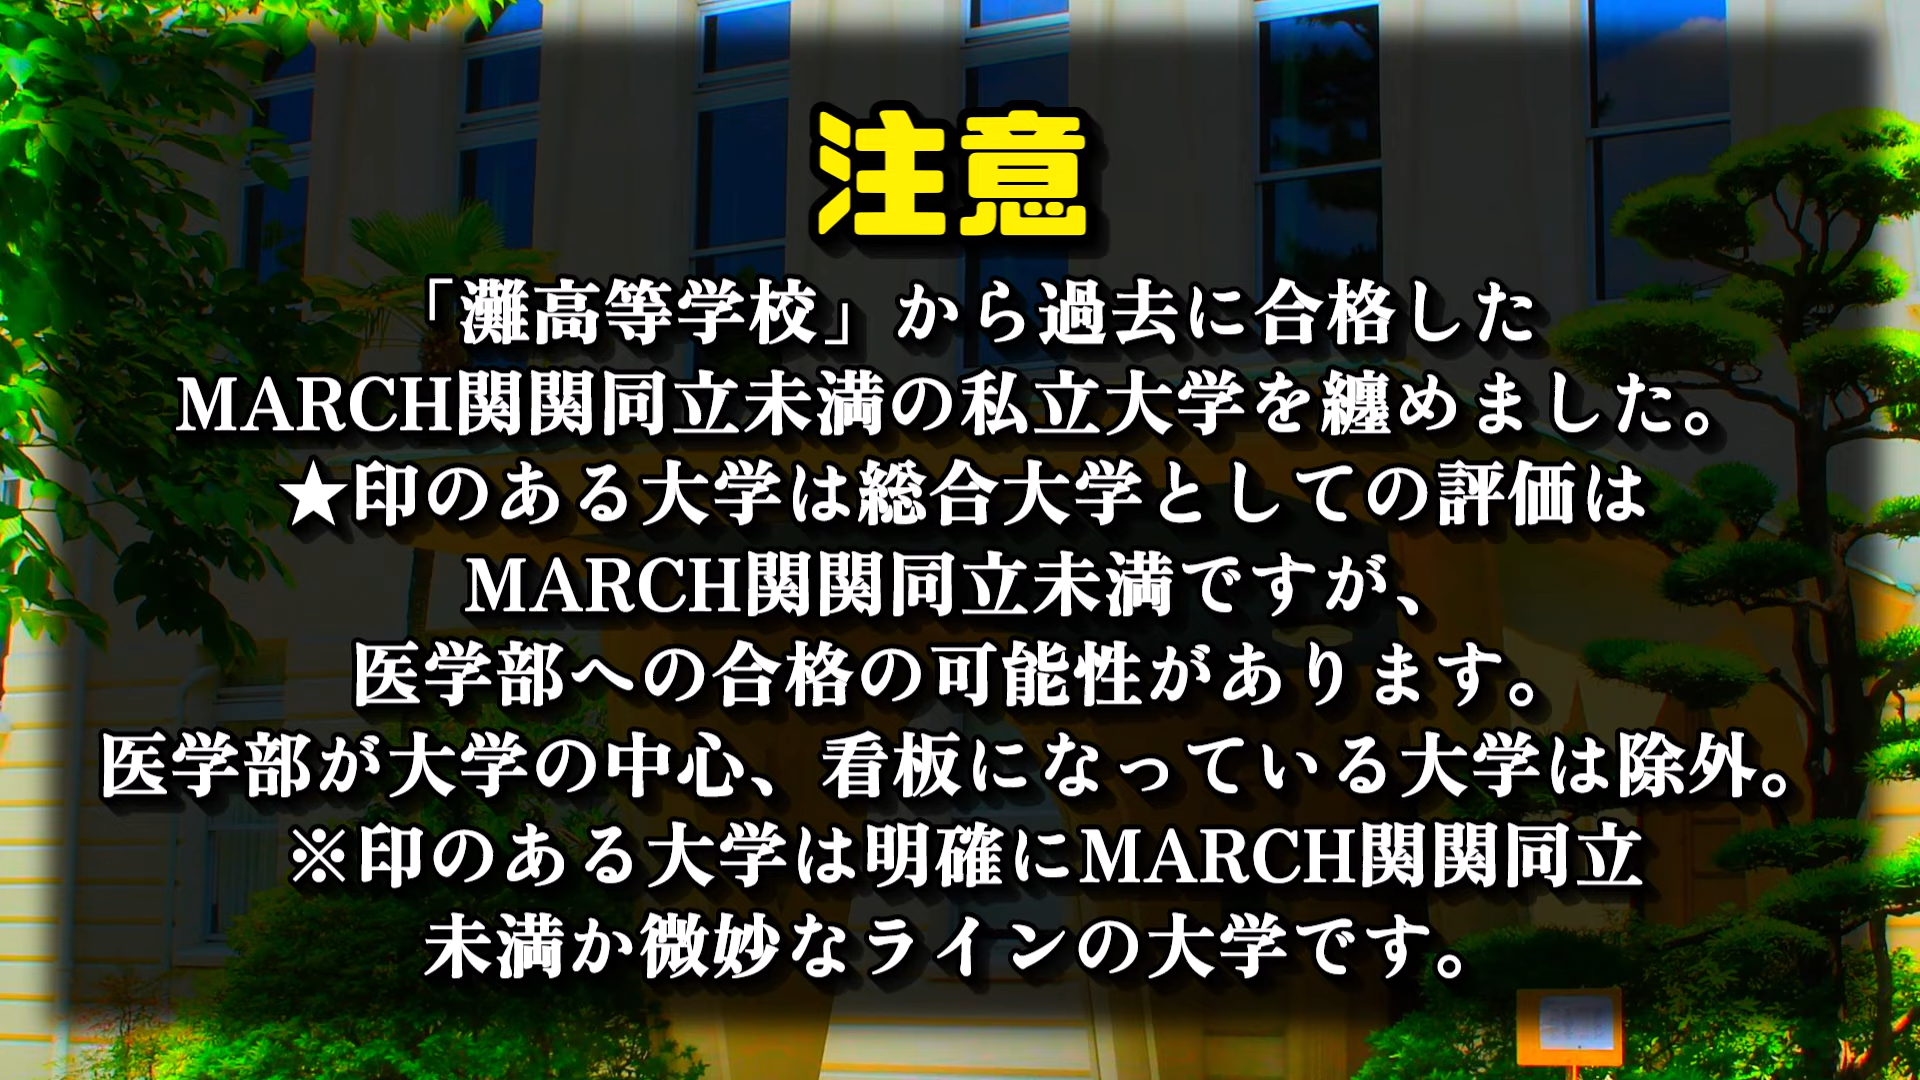 注意
「灘高等学校」から過去に合格した
MARCH関関同立未満の私立大学を纏めました。
★印のある大学は総合大学としての評価は
MARCH関関同立未満ですが、
医学部への合格の可能性があります。
医学部が大学の中心、看板になっている大学は除外。
※印のある大学は明確にMARCH関関同立
未満か微妙なラインの大学です。